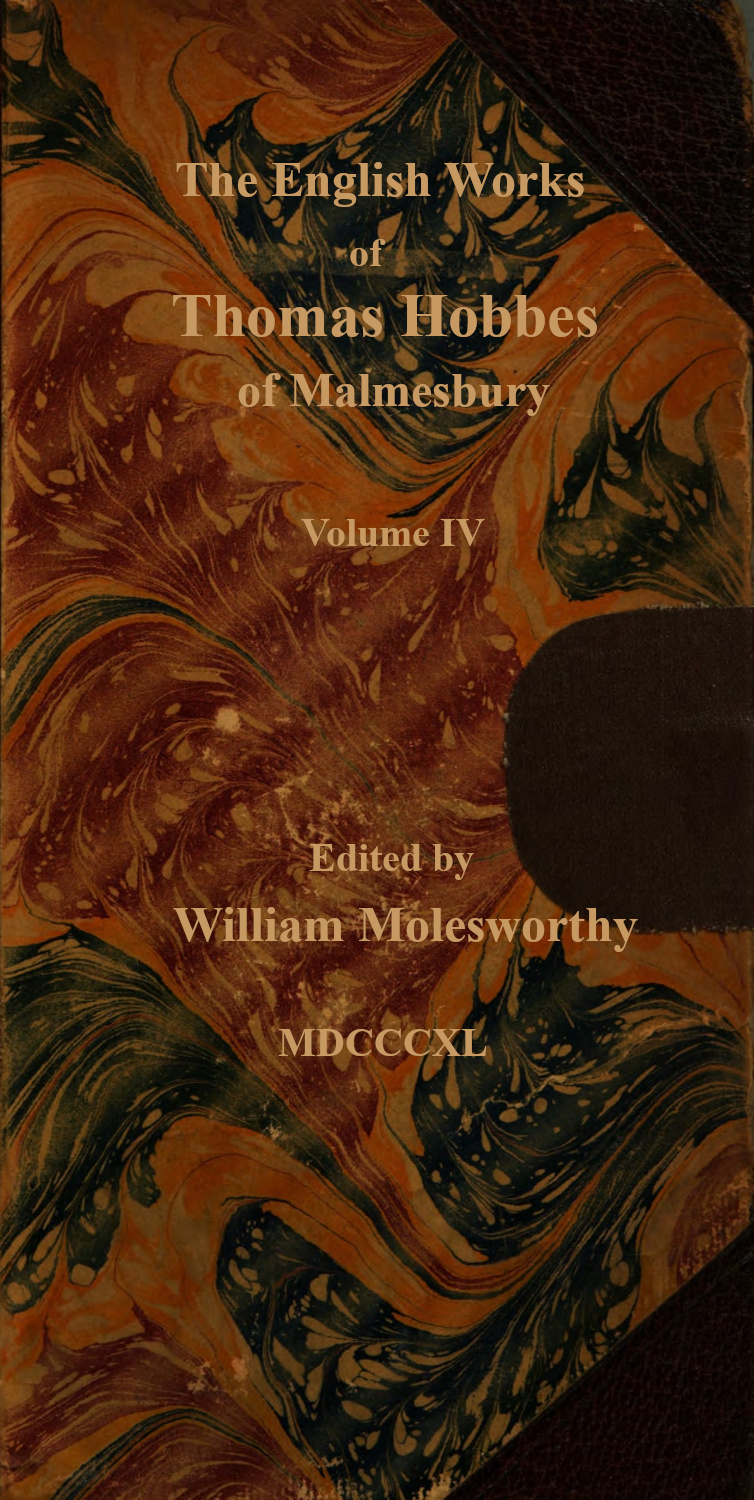 The English Works
of
Thomas Hobbes
of Malmesbury
Volume IV
Edited by
William Molesworthy
MDCCCXL